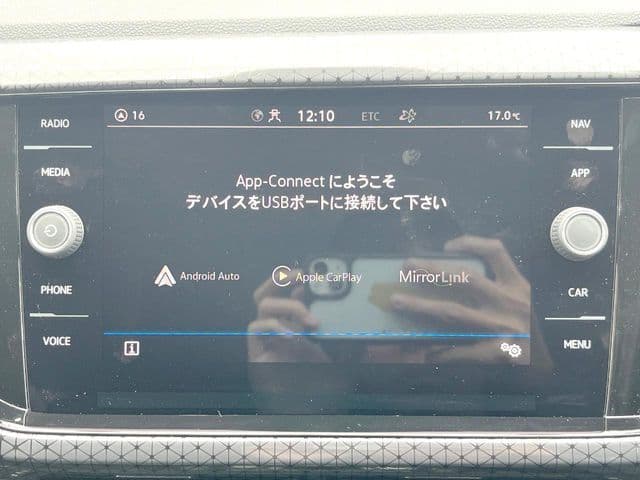 RADIO
MEDIA
PHONE
VOICE
16
12:10
ETC
17.0℃
App-Connect にようこそ
デバイスをUSBポートに接続して下さい
Android Auto
Apple CarPlay
MirrorLink
NAV
APP
CAR
MENU